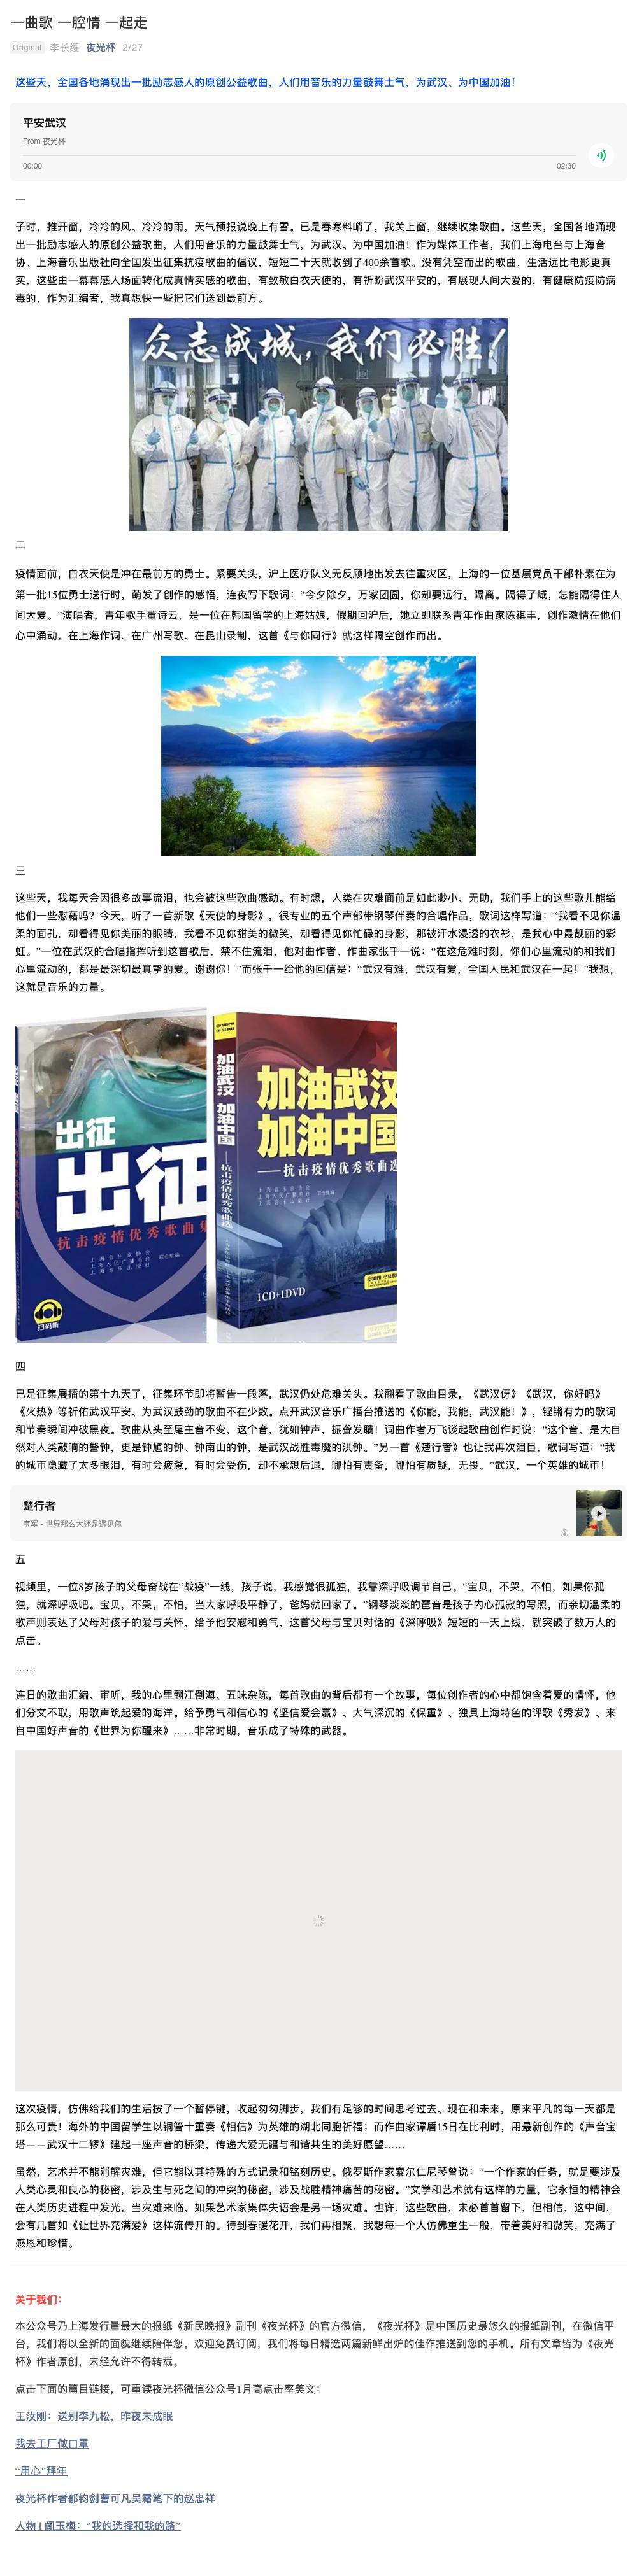 一曲歌 一腔情 一起走
Original 李长缨 夜光杯 2/27
这些天，全国各地涌现出一批励志感人的原创公益歌曲，人们用音乐的力量鼓舞士气，为武汉、为中国加油！
平安武汉
From 夜光杯
00:00 02:30
一
子时，推开窗，冷冷的风、冷冷的雨，天气预报说晚上有雪。已是春寒料峭了，我关上窗，继续收集歌曲。这些天，全国各地涌现
出一批励志感人的原创公益歌曲，人们用音乐的力量鼓舞士气，为武汉、为中国加油！作为媒体工作者，我们上海电台与上海音
协、上海音乐出版社向全国发出征集抗疫歌曲的倡议，短短二十天就收到了400余首歌。没有凭空而出的歌曲，生活远比电影更真
实，这些由一幕幕感人场面转化成真情实感的歌曲，有致敬白衣天使的，有祈盼武汉平安的，有展现人间大爱的，有健康防疫防病
毒的，作为汇编者，我真想快一些把它们送到最前方。
众志成城，我们必胜！
二
疫情面前，白衣天使是冲在最前方的勇士。紧要关头，沪上医疗队义无反顾地出发去往重灾区，上海的一位基层党员干部朴素在为
第一批15位勇士送行时，萌发了创作的感悟，连夜写下歌词：“今夕除夕，万家团圆，你却要远行，隔离。隔得了城，怎能隔得住人
间大爱。”演唱者，青年歌手董诗云，是一位在韩国留学的上海姑娘，假期回沪后，她立即联系青年作曲家陈祺丰，创作激情在他们
心中涌动。在上海作词、在广州写歌、在昆山录制，这首《与你同行》就这样隔空创作而出。
三
这些天，我每天会因很多故事流泪，也会被这些歌曲感动。有时想，人类在灾难面前是如此渺小、无助，我们手上的这些歌儿能给
他们一些慰藉吗？今天，听了一首新歌《天使的身影》，很专业的五个声部带钢琴伴奏的合唱作品，歌词这样写道：“我看不见你温
柔的面孔，却看得见你美丽的眼睛，我看不见你甜美的微笑，却看得见你忙碌的身影，那被汗水浸透的衣衫，是我心中最靓丽的彩
虹。”一位在武汉的合唱指挥听到这首歌后，禁不住流泪，他对曲作者、作曲家张千一说：“在这危难时刻，你们心里流动的和我们
心里流动的，都是最深切最真挚的爱。谢谢你！”而张千一给他的回信是：“武汉有难，武汉有爱，全国人民和武汉在一起！”我想，
这就是音乐的力量。
出征
出征
抗击疫情优秀歌曲集
扫码听
加油武汉 加油中国
加油武汉
加油中国
——抗击疫情优秀歌曲选
1CD+1DVD
四
已是征集展播的第十九天了，征集环节即将暂告一段落，武汉仍处危难关头。我翻看了歌曲目录，《武汉伢》《武汉，你好吗》
《火热》等祈佑武汉平安、为武汉鼓劲的歌曲不在少数。点开武汉音乐广播台推送的《你能，我能，武汉能！》，铿锵有力的歌词
和节奏瞬间冲破黑夜。歌曲从头至尾主音不变，这个音，犹如钟声，振聋发聩！词曲作者万飞谈起歌曲创作时说：“这个音，是大自
然对人类敲响的警钟，更是钟馗的钟、钟南山的钟，是武汉战胜毒魔的洪钟。”另一首《楚行者》也让我再次泪目，歌词写道：“我
的城市隐藏了太多眼泪，有时会疲惫，有时会受伤，却不承想后退，哪怕有责备，哪怕有质疑，无畏。”武汉，一个英雄的城市！
楚行者
宝军 - 世界那么大还是遇见你
五
视频里，一位8岁孩子的父母奋战在“战疫”一线，孩子说，我感觉很孤独，我靠深呼吸调节自己。“宝贝，不哭，不怕，如果你孤
独，就深呼吸吧。宝贝，不哭，不怕，当大家呼吸平静了，爸妈就回家了。”钢琴淡淡的琶音是孩子内心孤寂的写照，而亲切温柔的
歌声则表达了父母对孩子的爱与关怀，给予他安慰和勇气，这首父母与宝贝对话的《深呼吸》短短的一天上线，就突破了数万人的
点击。
……
连日的歌曲汇编、审听，我的心里翻江倒海、五味杂陈，每首歌曲的背后都有一个故事，每位创作者的心中都饱含着爱的情怀，他
们分文不取，用歌声筑起爱的海洋。给予勇气和信心的《坚信爱会赢》、大气深沉的《保重》、独具上海特色的评歌《秀发》、来
自中国好声音的《世界为你醒来》……非常时期，音乐成了特殊的武器。
这次疫情，仿佛给我们的生活按了一个暂停键，收起匆匆脚步，我们有足够的时间思考过去、现在和未来，原来平凡的每一天都是
那么可贵！海外的中国留学生以铜管十重奏《相信》为英雄的湖北同胞祈福；而作曲家谭盾15日在比利时，用最新创作的《声音宝
塔——武汉十二锣》建起一座声音的桥梁，传递大爱无疆与和谐共生的美好愿望……
虽然，艺术并不能消解灾难，但它能以其特殊的方式记录和铭刻历史。俄罗斯作家索尔仁尼琴曾说：“一个作家的任务，就是要涉及
人类心灵和良心的秘密，涉及生与死之间的冲突的秘密，涉及战胜精神痛苦的秘密。”文学和艺术就有这样的力量，它永恒的精神会
在人类历史进程中发光。当灾难来临，如果艺术家集体失语会是另一场灾难。也许，这些歌曲，未必首首留下，但相信，这中间，
会有几首如《让世界充满爱》这样流传开的。待到春暖花开，我们再相聚，我想每一个人仿佛重生一般，带着美好和微笑，充满了
感恩和珍惜。
关于我们：
本公众号乃上海发行量最大的报纸《新民晚报》副刊《夜光杯》的官方微信，《夜光杯》是中国历史最悠久的报纸副刊，在微信平
台，我们将以全新的面貌继续陪伴您。欢迎免费订阅，我们将每日精选两篇新鲜出炉的佳作推送到您的手机。所有文章皆为《夜光
杯》作者原创，未经允许不得转载。
点击下面的篇目链接，可重读夜光杯微信公众号1月高点击率美文：
王汝刚：送别李九松，昨夜未成眠
我去工厂做口罩
“用心”拜年
夜光杯作者郁钧剑曹可凡吴霜笔下的赵忠祥
人物 | 闻玉梅：“我的选择和我的路”